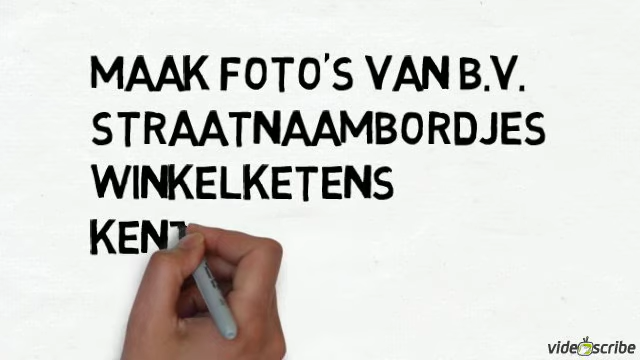 MAAK FOTO'S VAN B.V.
STRAATNAAMBORDJES
WINKELKETENS
videoscribe